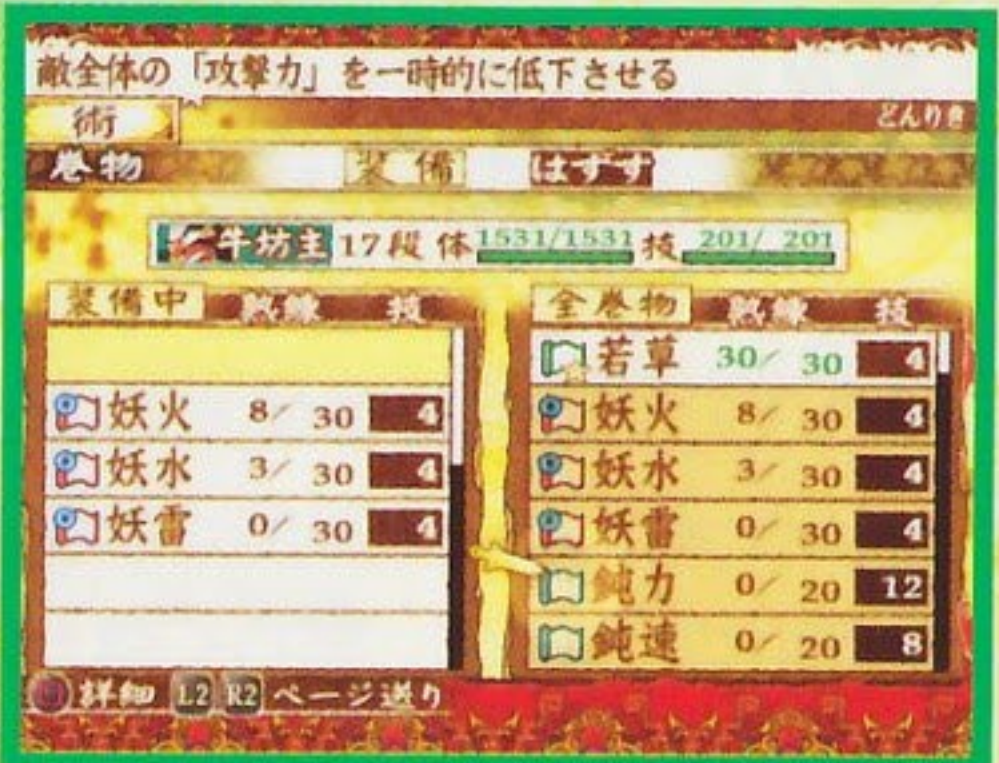 敵全体の「攻撃力」を一時的に低下させる
術 どんりき
巻物 装備 はずす
牛坊主 17段 体 1531/1531 技 201/ 201
装備中 熟練 技
妖火 8/ 30 4
妖水 3/ 30 4
妖雷 0/ 30 4
全巻物 熟練 技
若草 30/ 30 4
妖火 8/ 30 4
妖水 3/ 30 4
妖雷 0/ 30 4
鈍力 0/ 20 12
鈍速 0/ 20 8
詳細 L2 R2 ページ送り